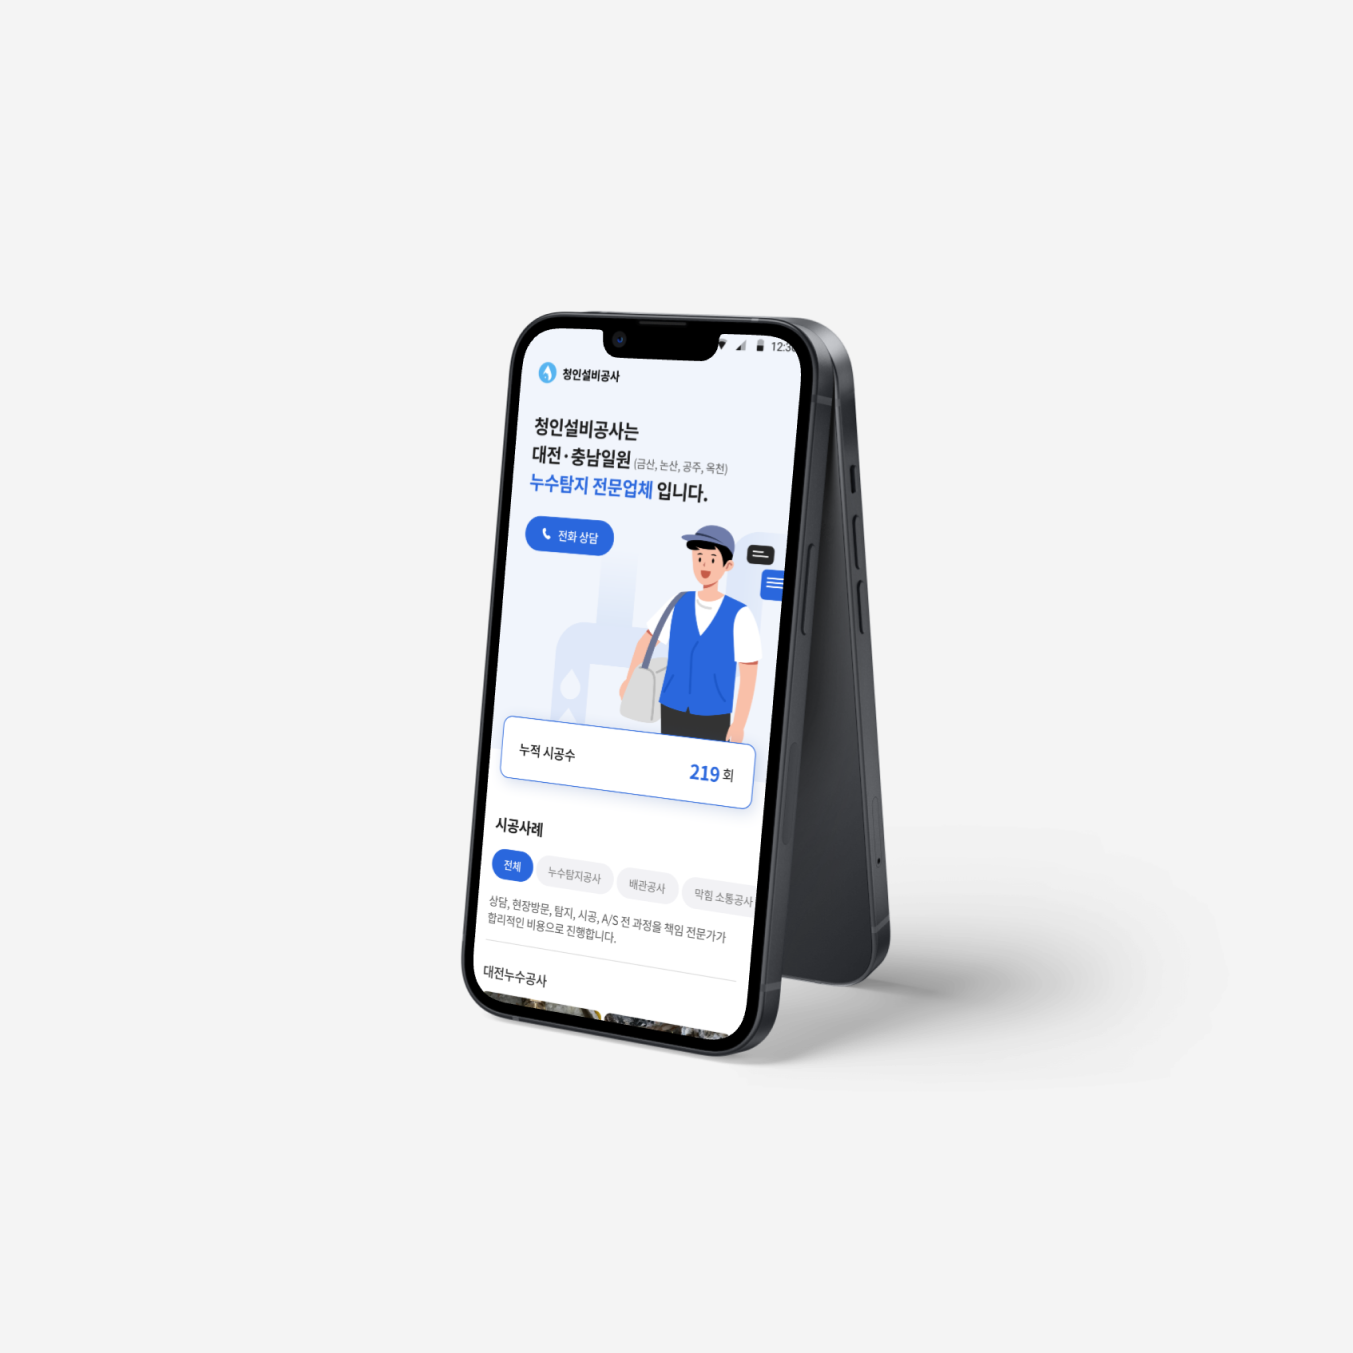 12:3
청인설비공사
청인설비공사는
대전·충남일원 (금산, 논산, 공주, 옥천)
누수탐지 전문업체 입니다.
전화 상담
누적 시공수
219 회
시공사례
전체 누수탐지공사 배관공사 막힘 소통공사
상담, 현장방문, 탐지, 시공, A/S 전 과정을 책임 전문가가
합리적인 비용으로 진행합니다.
대전누수공사